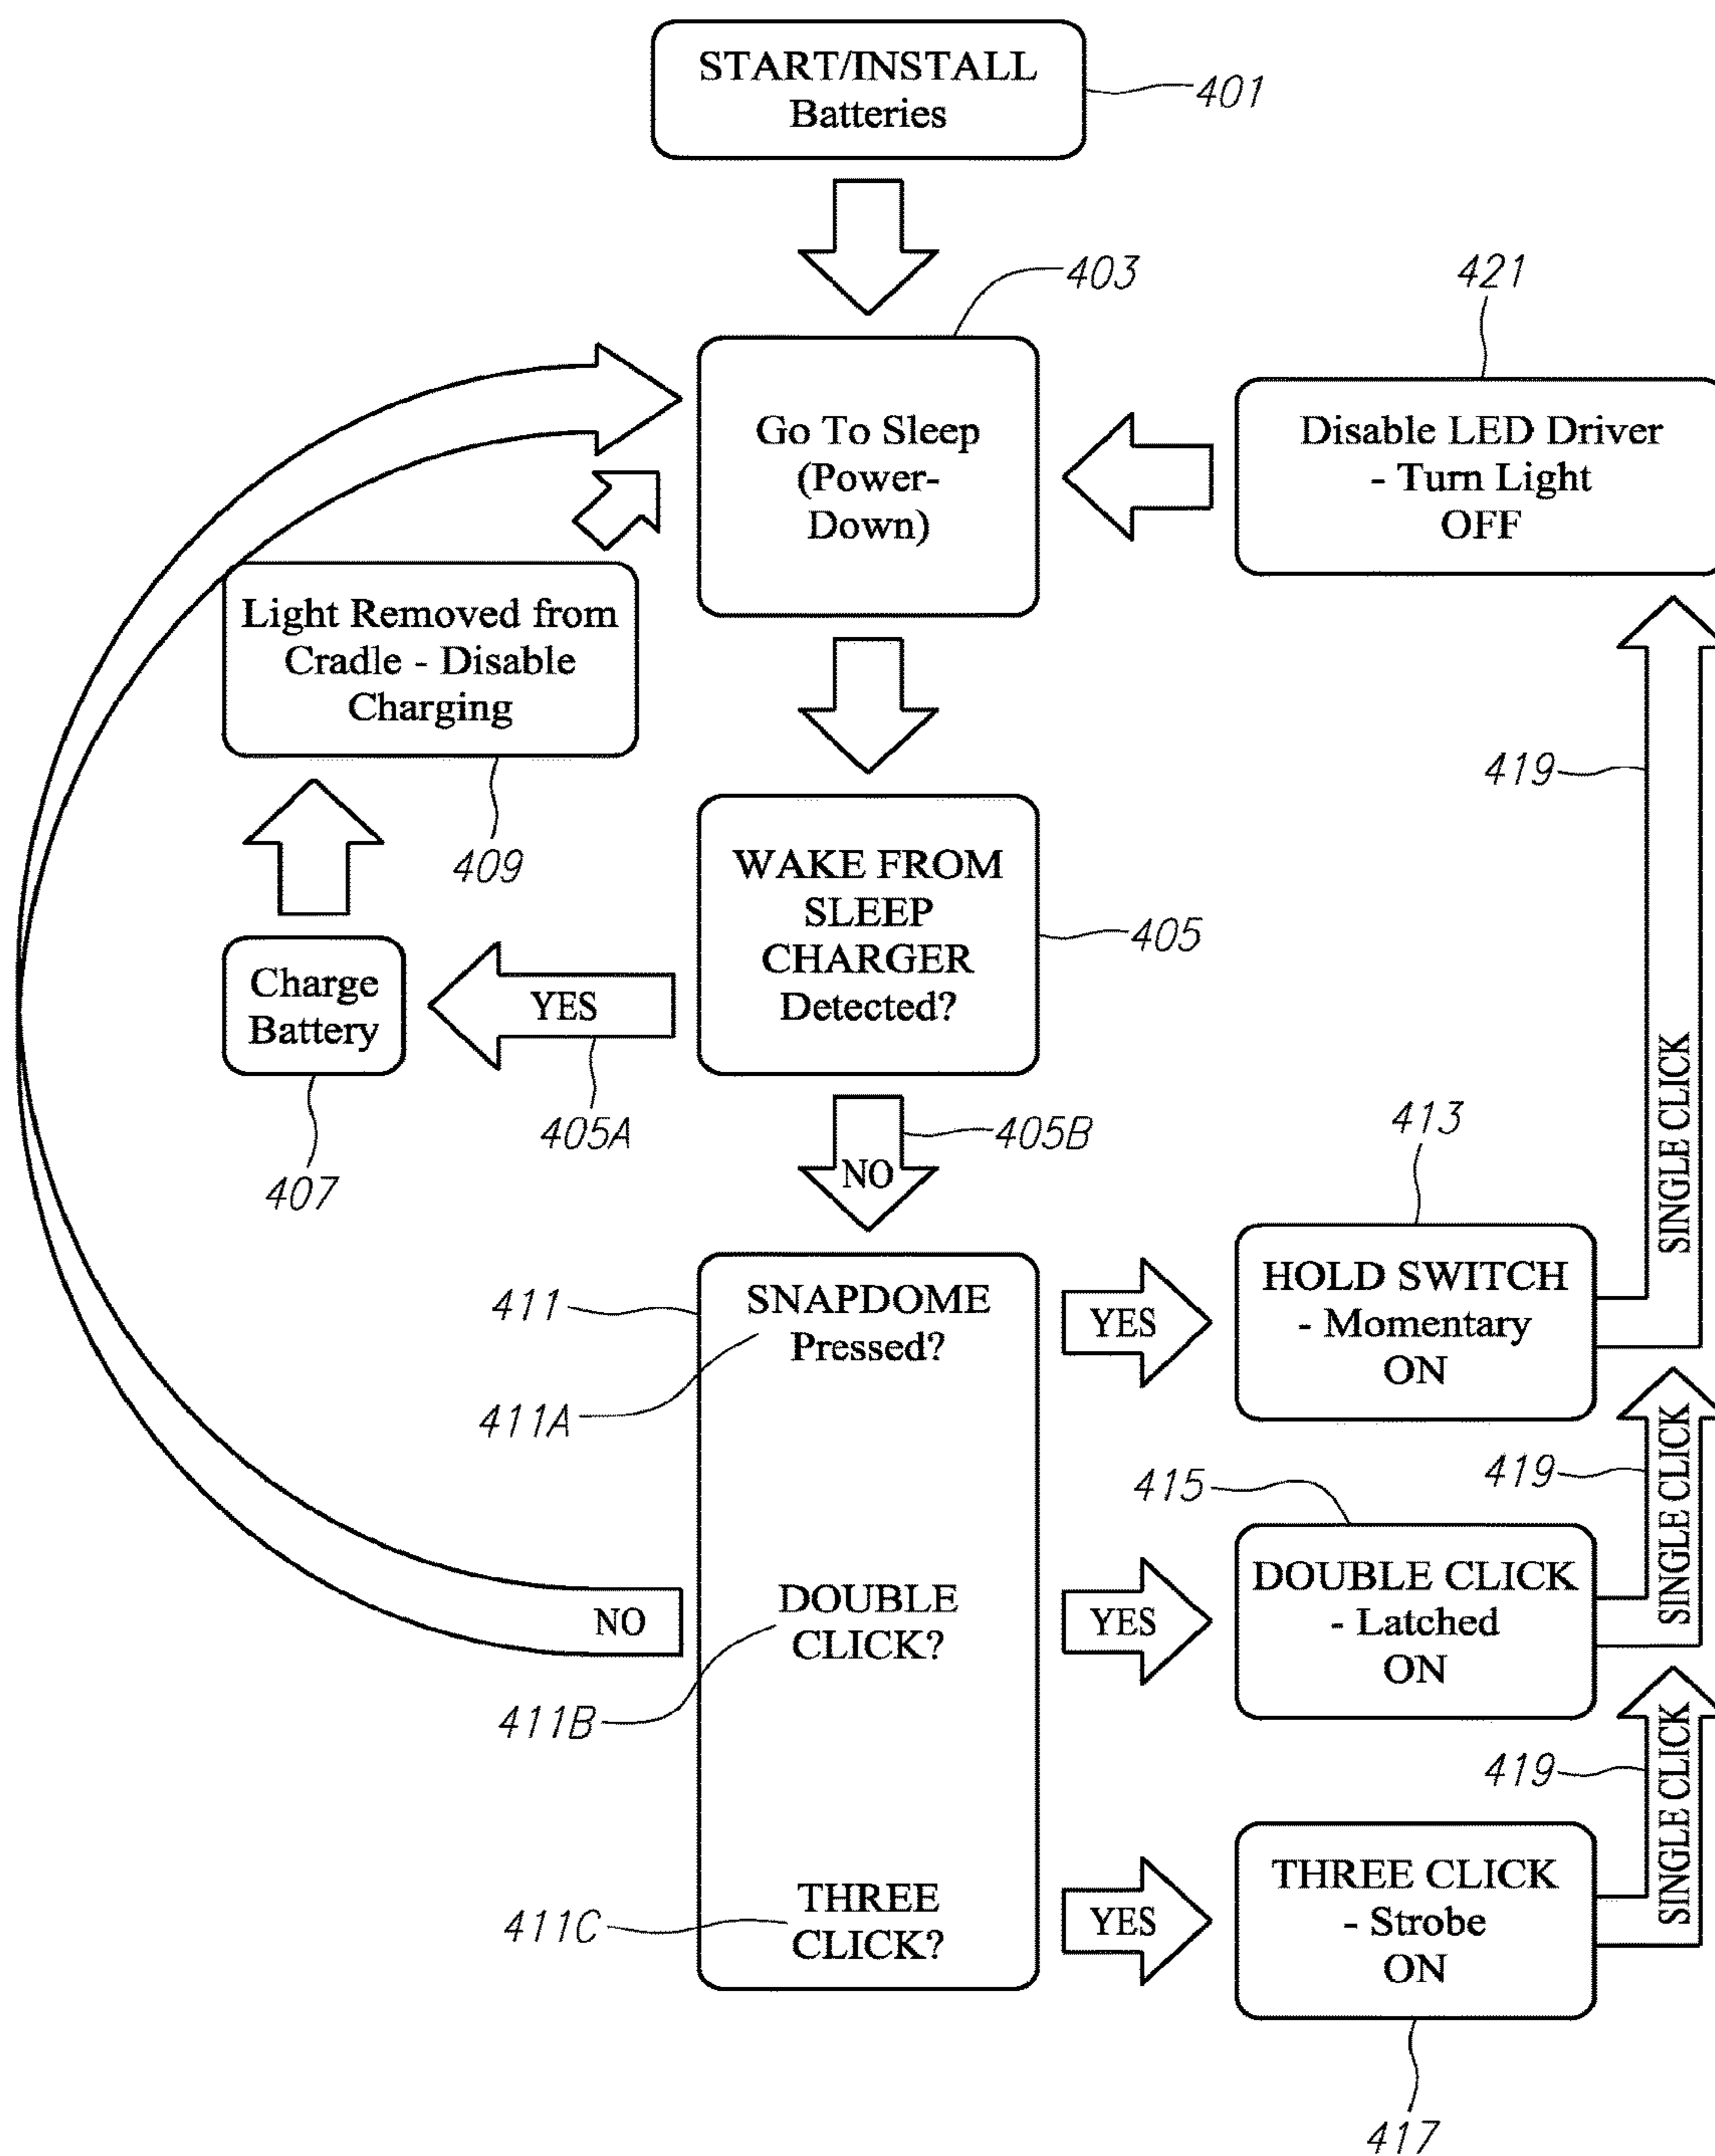 START/INSTALL
Batteries
401
403
421
Go To Sleep
(Power-
Down)
Disable LED Driver
- Turn Light
OFF
Light Removed from
Cradle - Disable
Charging
409
419
WAKE FROM
SLEEP
CHARGER
Detected?
405
Charge
Battery
YES
407
405A
405B
NO
SINGLE CLICK
413
411
SNAPDOME
Pressed?
411A
YES
HOLD SWITCH
- Momentary
ON
419
SINGLE CLICK
415
NO
DOUBLE
CLICK?
411B
YES
DOUBLE CLICK
- Latched
ON
419
SINGLE CLICK
THREE
CLICK?
411C
YES
THREE CLICK
- Strobe
ON
417